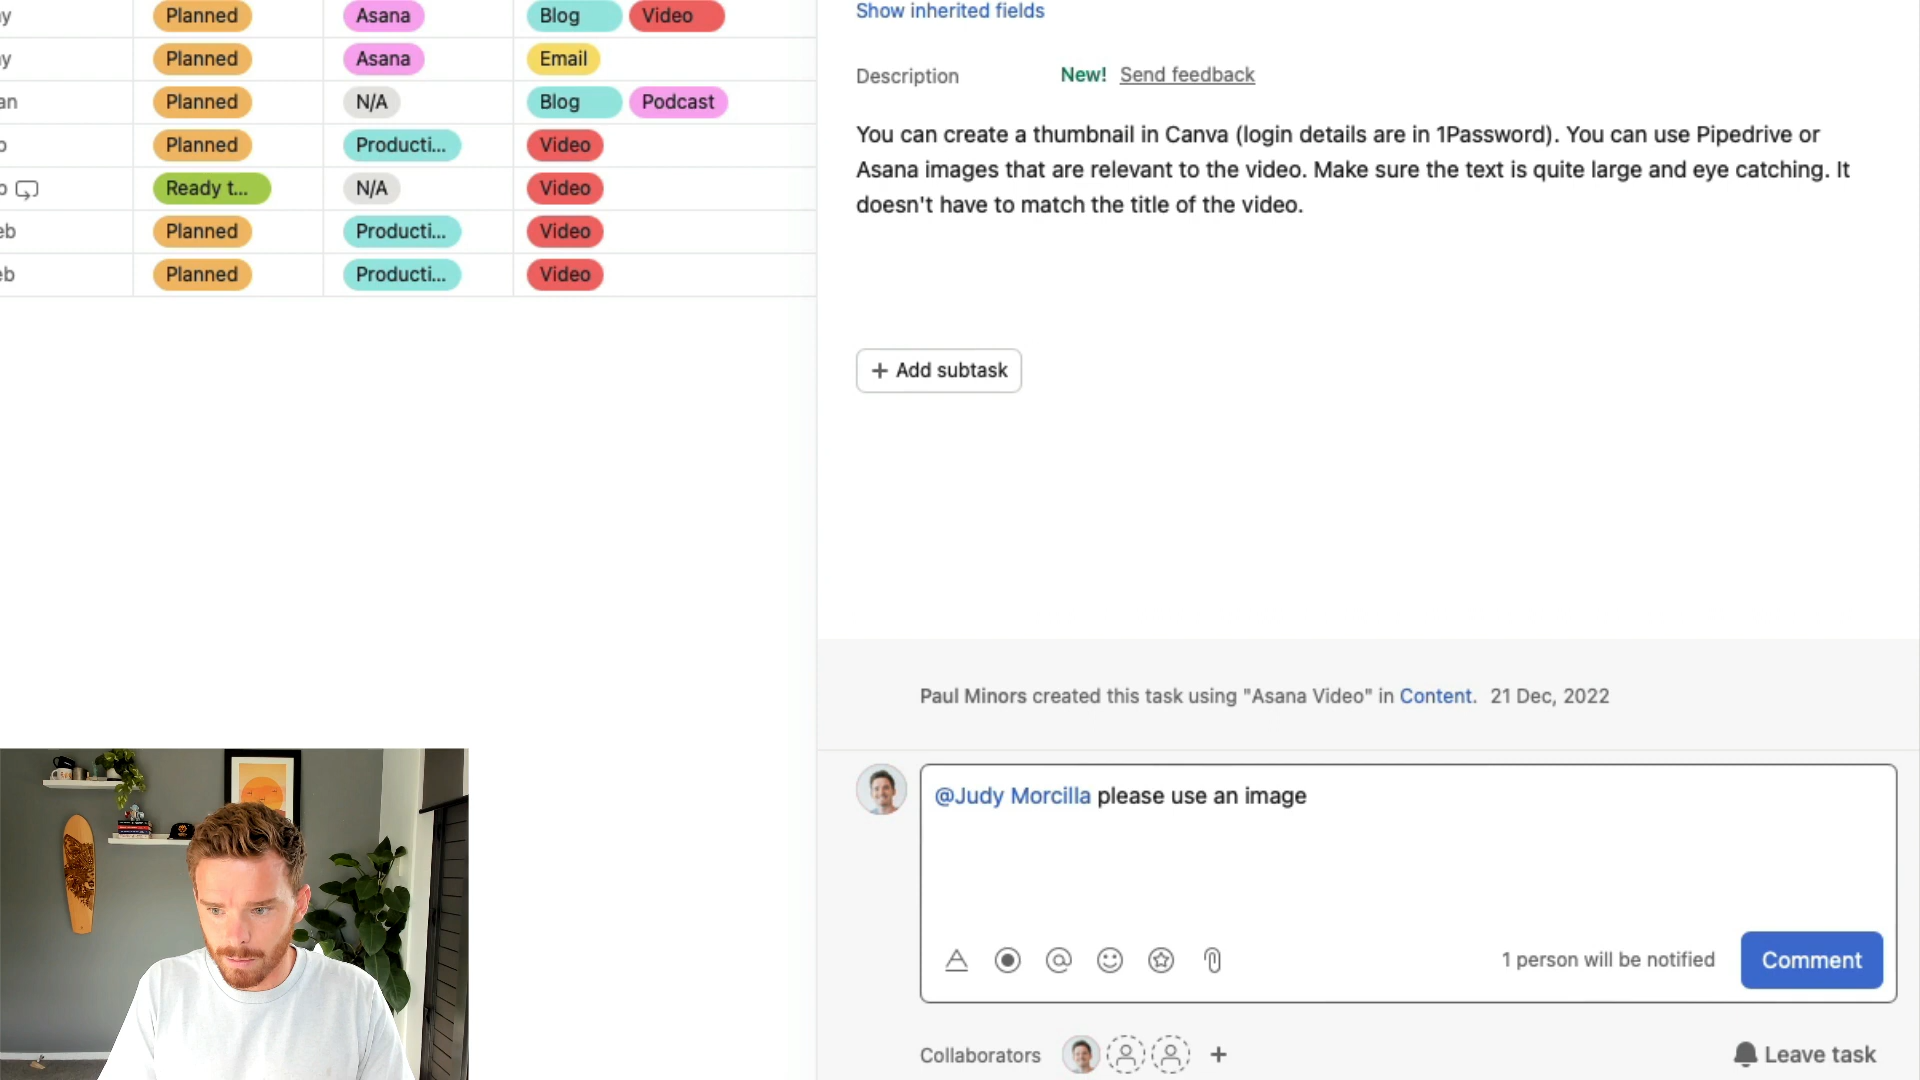 y Planned Asana Blog Video
y Planned Asana Email
an Planned N/A Blog Podcast
o Planned Producti... Video
o Ready t... N/A Video
eb Planned Producti... Video
eb Planned Producti... Video
Show inherited fields
Description New! Send feedback
You can create a thumbnail in Canva (login details are in 1Password). You can use Pipedrive or
Asana images that are relevant to the video. Make sure the text is quite large and eye catching. It
doesn't have to match the title of the video.
+ Add subtask
Paul Minors created this task using "Asana Video" in Content. 21 Dec, 2022
@Judy Morcilla please use an image
1 person will be notified Comment
Collaborators + Leave task